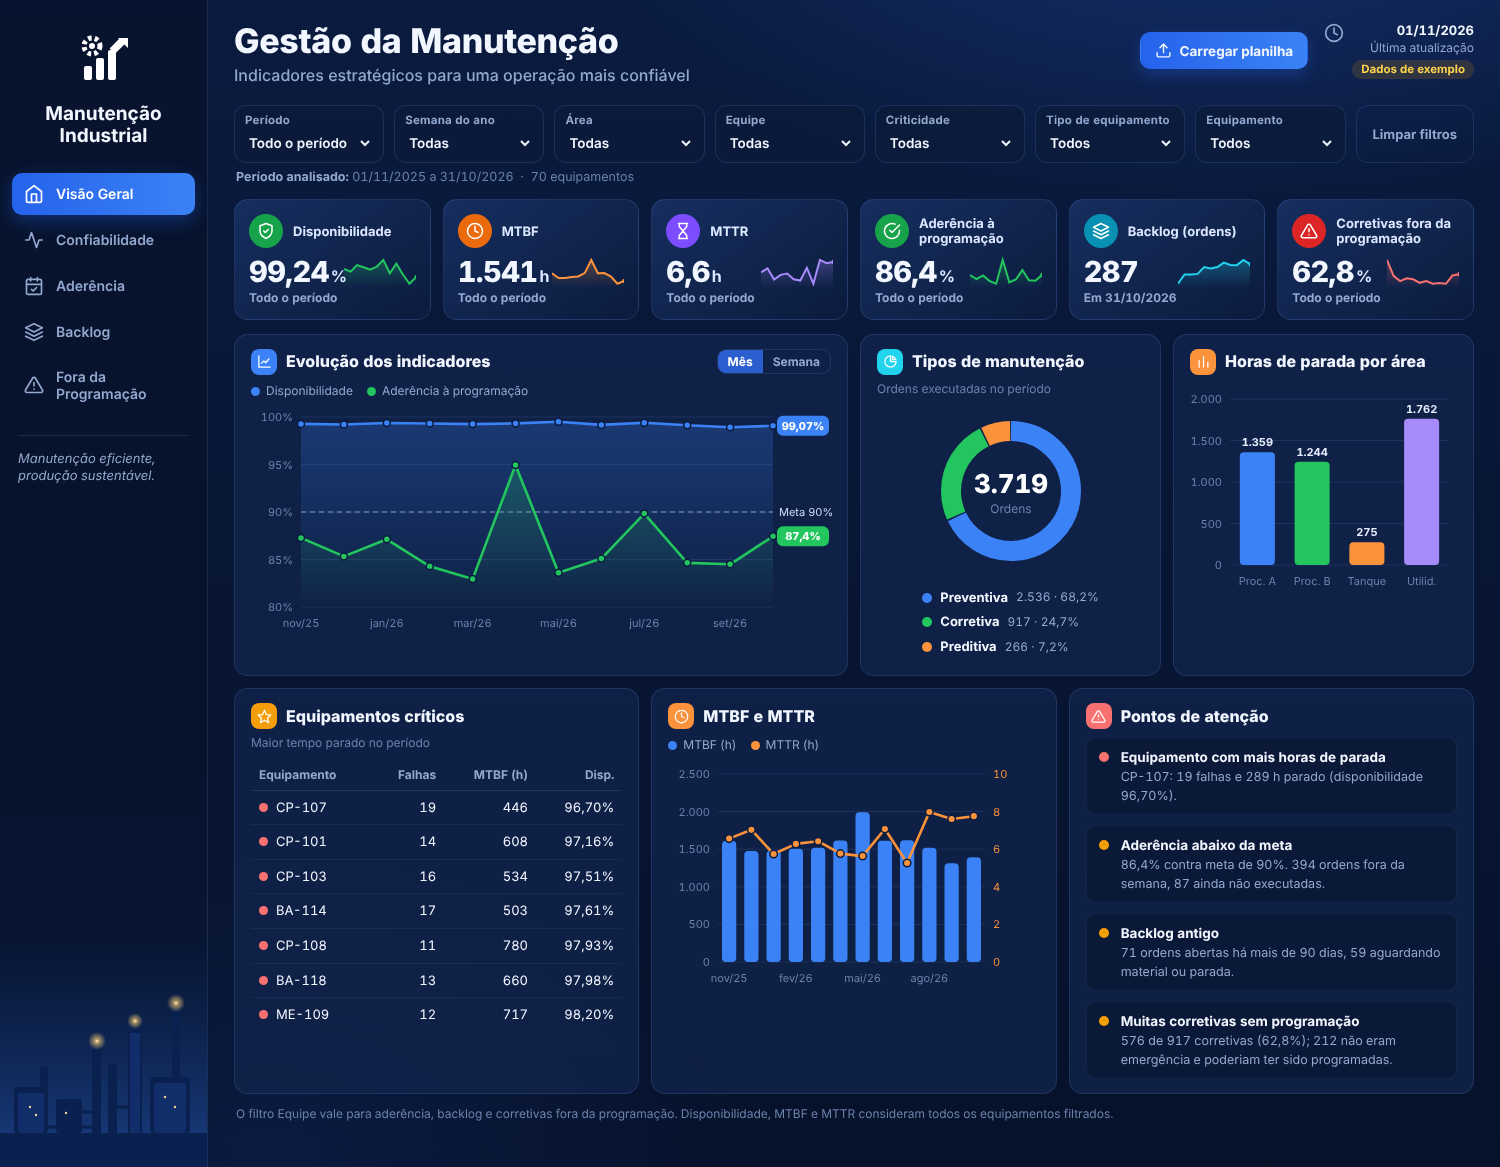 Manutenção
Industrial
Visão Geral
Confiabilidade
Aderência
Backlog
Fora da
Programação
Manutenção eficiente,
produção sustentável.
Gestão da Manutenção
Indicadores estratégicos para uma operação mais confiável
Carregar planilha
01/11/2026
Última atualização
Dados de exemplo
Período
Todo o período
Semana do ano
Todas
Área
Todas
Equipe
Todas
Criticidade
Todas
Tipo de equipamento
Todos
Equipamento
Todos
Limpar filtros
Período analisado: 01/11/2025 a 31/10/2026 · 70 equipamentos
Disponibilidade
99,24%
Todo o período
MTBF
1.541 h
Todo o período
MTTR
6,6 h
Todo o período
Aderência à
programação
86,4%
Todo o período
Backlog (ordens)
287
Em 31/10/2026
Corretivas fora da
programação
62,8%
Todo o período
Evolução dos indicadores
Mês Semana
Disponibilidade Aderência à programação
100%
95%
90%
85%
80%
99,07%
Meta 90%
87,4%
nov/25 jan/26 mar/26 mai/26 jul/26 set/26
Tipos de manutenção
Ordens executadas no período
3.719
Ordens
Preventiva 2.536 · 68,2%
Corretiva 917 · 24,7%
Preditiva 266 · 7,2%
Horas de parada por área
2.000
1.500
1.000
500
0
1.359
1.244
275
1.762
Proc. A Proc. B Tanque Utilid.
Equipamentos críticos
Maior tempo parado no período
Equipamento Falhas MTBF (h) Disp.
CP-107 19 446 96,70%
CP-101 14 608 97,16%
CP-103 16 534 97,51%
BA-114 17 503 97,61%
CP-108 11 780 97,93%
BA-118 13 660 97,98%
ME-109 12 717 98,20%
MTBF e MTTR
MTBF (h) MTTR (h)
2.500 10
2.000 8
1.500 6
1.000 4
500 2
0 0
nov/25 fev/26 mai/26 ago/26
Pontos de atenção
Equipamento com mais horas de parada
CP-107: 19 falhas e 289 h parado (disponibilidade
96,70%).
Aderência abaixo da meta
86,4% contra meta de 90%. 394 ordens fora da
semana, 87 ainda não executadas.
Backlog antigo
71 ordens abertas há mais de 90 dias, 59 aguardando
material ou parada.
Muitas corretivas sem programação
576 de 917 corretivas (62,8%); 212 não eram
emergência e poderiam ter sido programadas.
O filtro Equipe vale para aderência, backlog e corretivas fora da programação. Disponibilidade, MTBF e MTTR consideram todos os equipamentos filtrados.